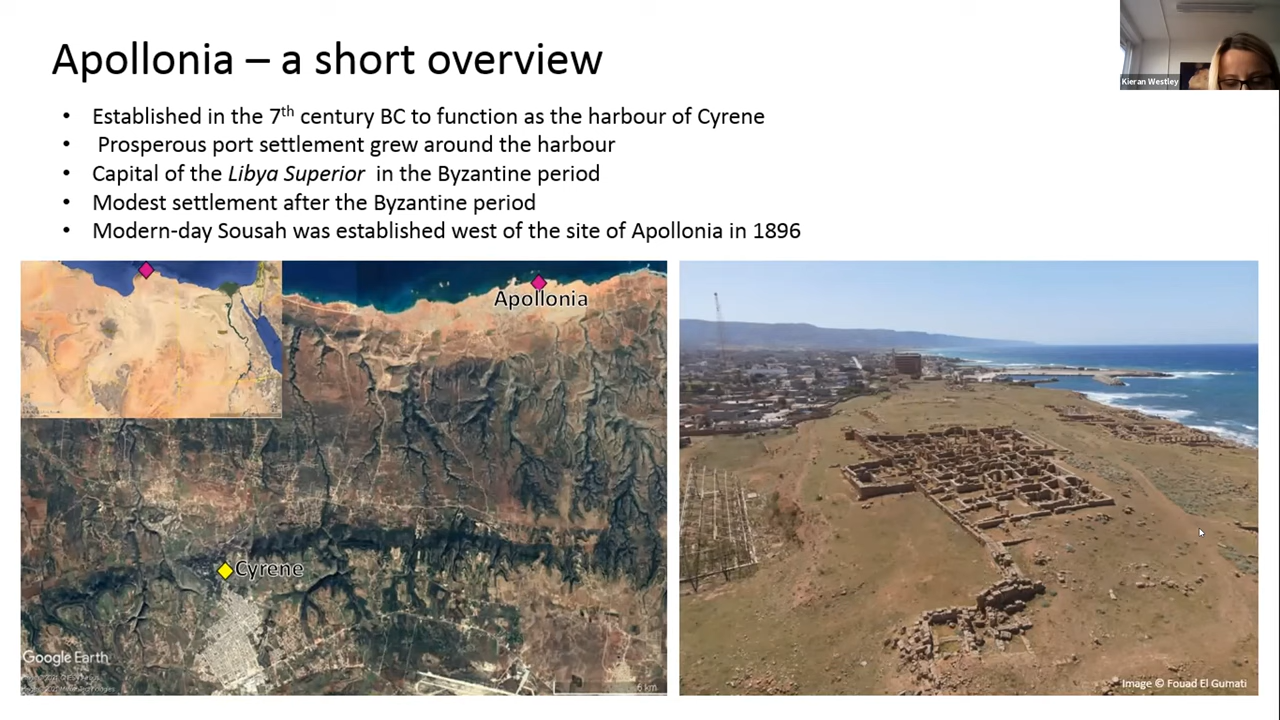 Apollonia – a short overview
Kieran Westley
• Established in the 7th century BC to function as the harbour of Cyrene
• Prosperous port settlement grew around the harbour
• Capital of the Libya Superior in the Byzantine period
• Modest settlement after the Byzantine period
• Modern-day Sousah was established west of the site of Apollonia in 1896
Apollonia
Cyrene
Google Earth
6 km
Image © Fouad El Gumati